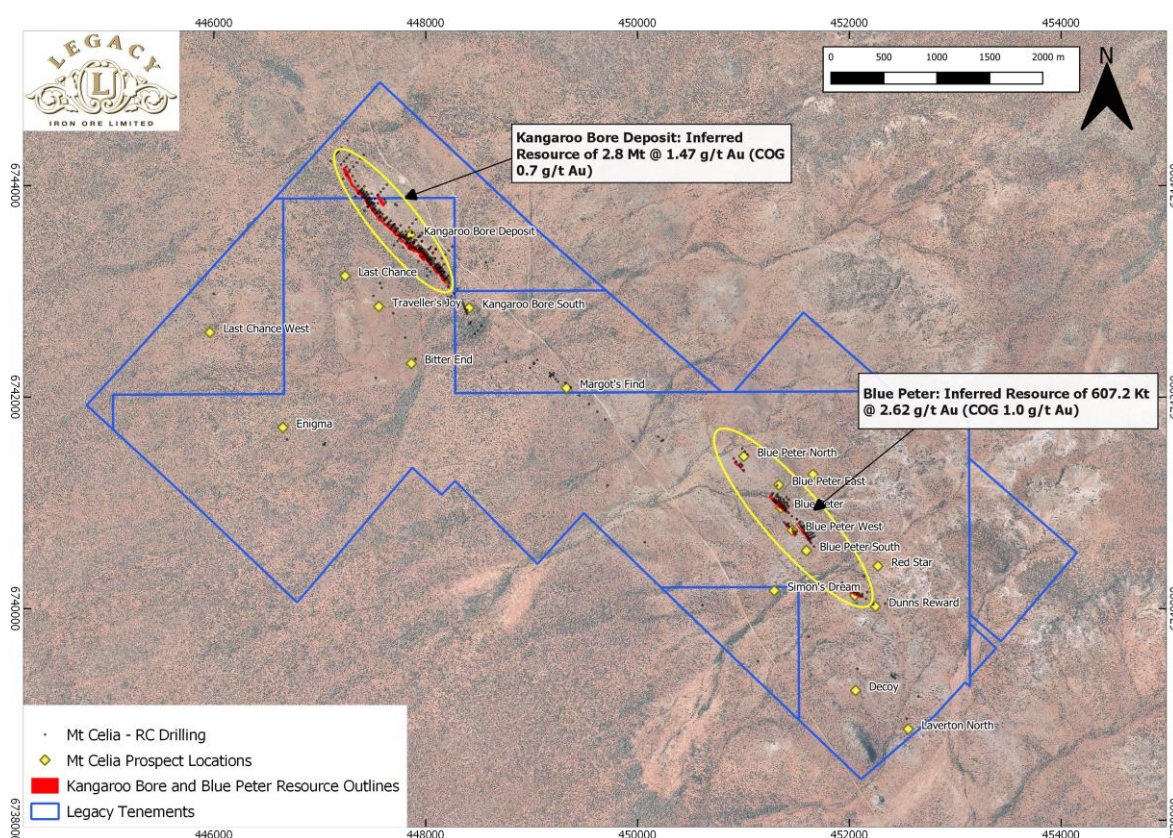 446000
448000
450000
452000
454000
LEGACY
LJ
IRON ORE LIMITED
0 500 1000 1500 2000 m
N
Kangaroo Bore Deposit: Inferred
Resource of 2.8 Mt @ 1.47 g/t Au (COG
0.7 g/t Au)
6744000
Kangaroo Bore Deposit
Last Chance
Traveller's Joy
Kangaroo Bore South
Last Chance West
Bitter End
Margot's Find
6742000
Blue Peter: Inferred Resource of 607.2 Kt
@ 2.62 g/t Au (COG 1.0 g/t Au)
Enigma
Blue Peter North
Blue Peter East
Blue Peter
Blue Peter West
Blue Peter South
Red Star
Simon's Dream
Dunns Reward
6740000
Decoy
Laverton North
Mt Celia - RC Drilling
Mt Celia Prospect Locations
Kangaroo Bore and Blue Peter Resource Outlines
Legacy Tenements
6738000
446000
448000
450000
452000
454000